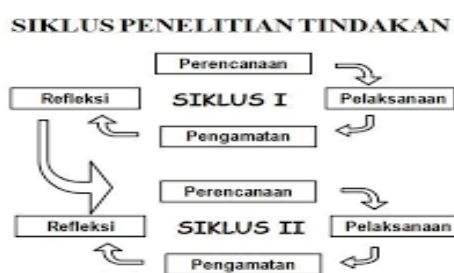 SIKLUS PENELITIAN TINDAKAN
Perencanaan
Refleksi
SIKLUS I
Pelaksanaan
Pengamatan
Perencanaan
Refleksi
SIKLUS II
Pelaksanaan
Pengamatan